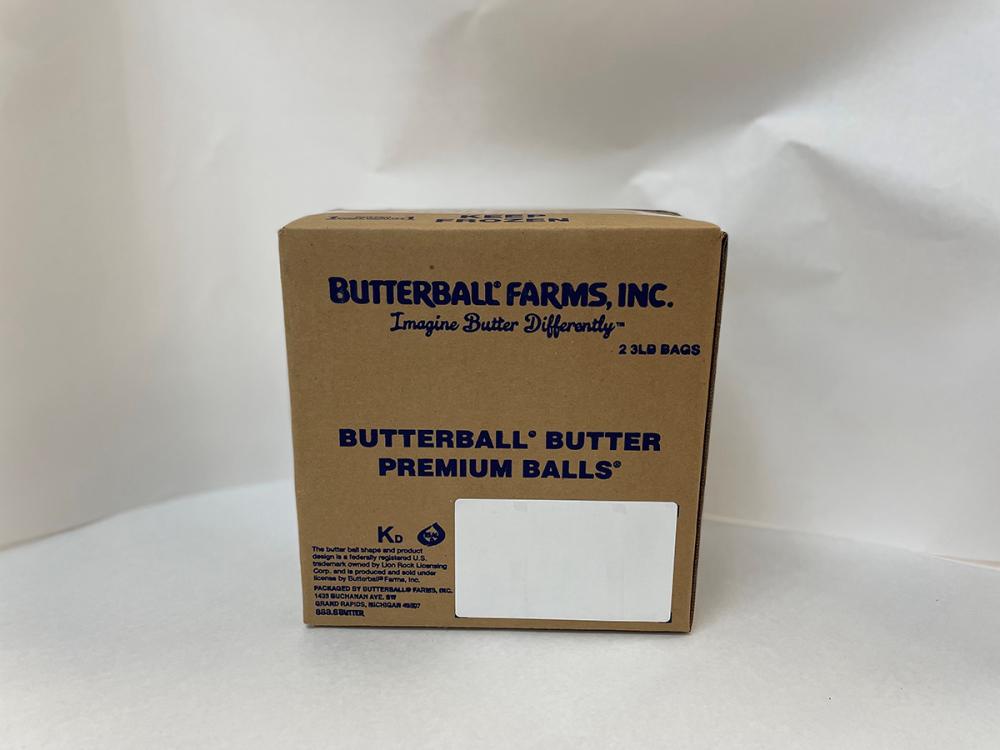 KEEP
FROZEN
BUTTERBALL® FARMS, INC.
Imagine Butter Differently™
2 3LB BAGS
BUTTERBALL® BUTTER
PREMIUM BALLS®
KD REAL
The butter ball shape and product
design is a federally registered U.S.
trademark owned by Lion Rock Licensing
Corp. and is produced and sold under
license by Butterball® Farms, Inc.
PACKAGED BY BUTTERBALL® FARMS, INC.
1435 BUCHANAN AVE. SW
GRAND RAPIDS, MICHIGAN 49507
888.8BUTTER